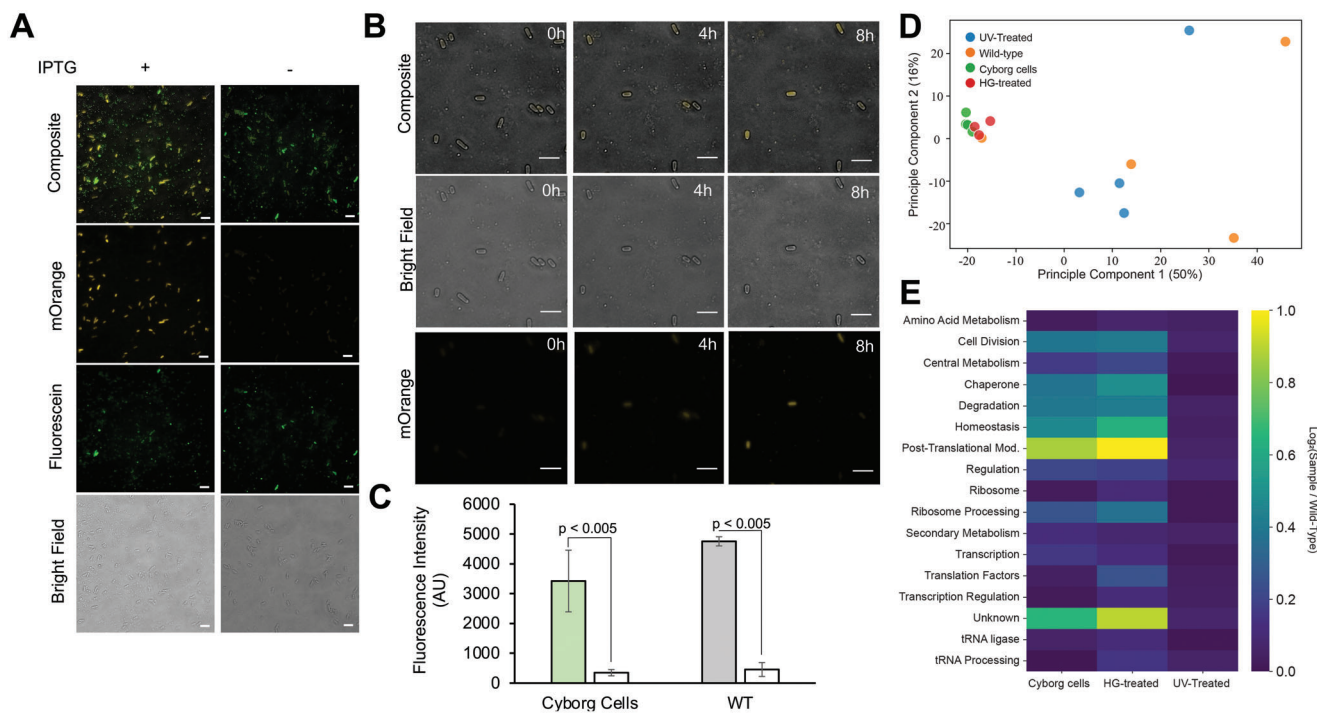 A
IPTG
+
-
Composite
mOrange
Fluorescein
Bright Field
B
0h
4h
8h
Composite
0h
4h
8h
Bright Field
0h
4h
8h
mOrange
C
6000
5000
4000
3000
2000
1000
0
Fluorescence Intensity
(AU)
p < 0.005
p < 0.005
Cyborg Cells
WT
D
UV-Treated
Wild-type
Cyborg cells
HG-treated
20
10
0
-10
-20
Principle Component 2 (16%)
-20
-10
0
10
20
30
40
Principle Component 1 (50%)
E
Amino Acid Metabolism
Cell Division
Central Metabolism
Chaperone
Degradation
Homeostasis
Post-Translational Mod.
Regulation
Ribosome
Ribosome Processing
Secondary Metabolism
Transcription
Translation Factors
Transcription Regulation
Unknown
tRNA ligase
tRNA Processing
Cyborg cells
HG-treated
UV-Treated
1.0
0.8
0.6
0.4
0.2
0.0
Log₂(Sample / Wild-Type)